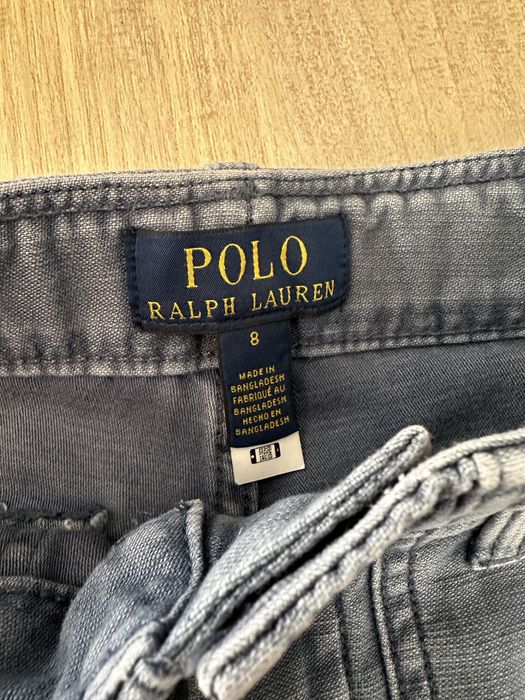 POLO
RALPH LAUREN
8
MADE IN
BANGLADESH
FABRIQUÉ AU
BANGLADESH
HECHO EN
BANGLADESH